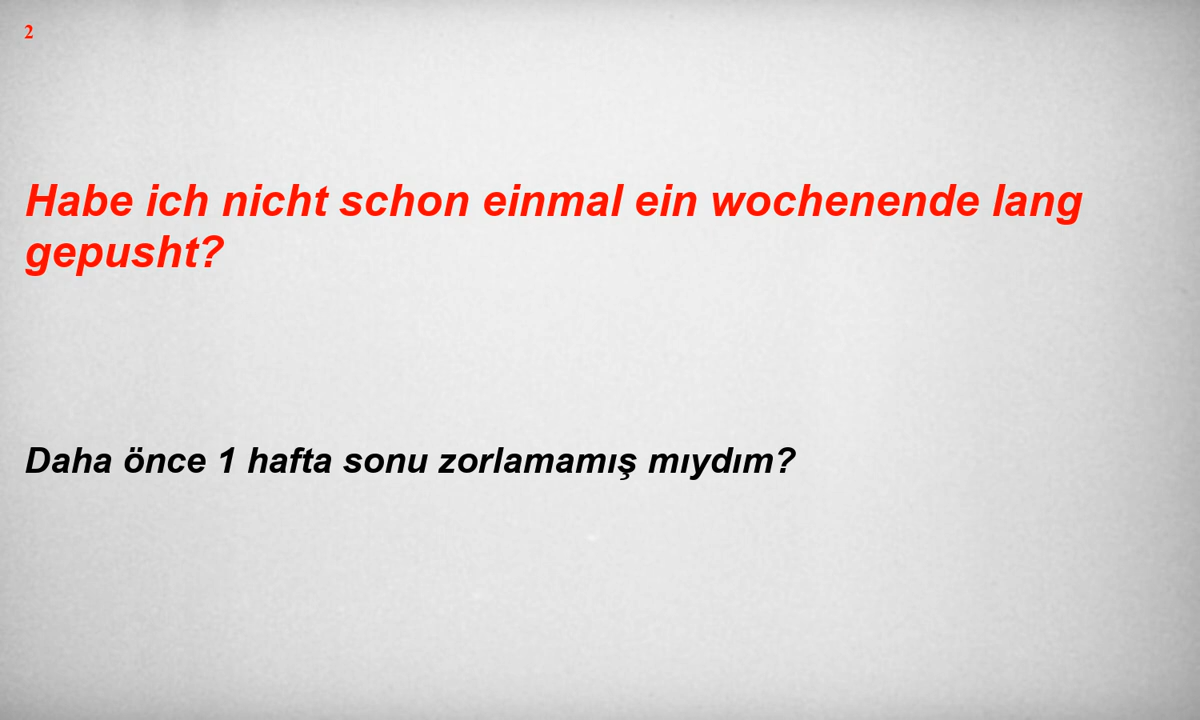 2
Habe ich nicht schon einmal ein wochenende lang
gepusht?
Daha önce 1 hafta sonu zorlamamış mıydım?